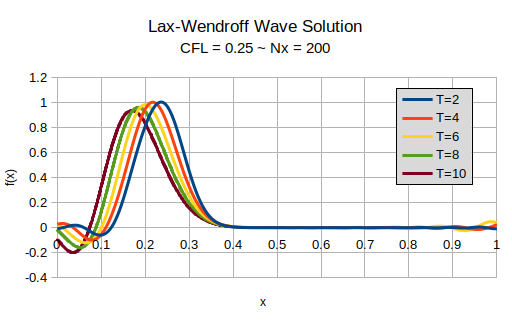 Lax-Wendroff Wave Solution
CFL = 0.25 ~ Nx = 200
1.2
1
0.8
0.6
0.4
0.2
0
-0.2
-0.4
f(x)
0 0.1 0.2 0.3 0.4 0.5 0.6 0.7 0.8 0.9 1
x
T=2
T=4
T=6
T=8
T=10